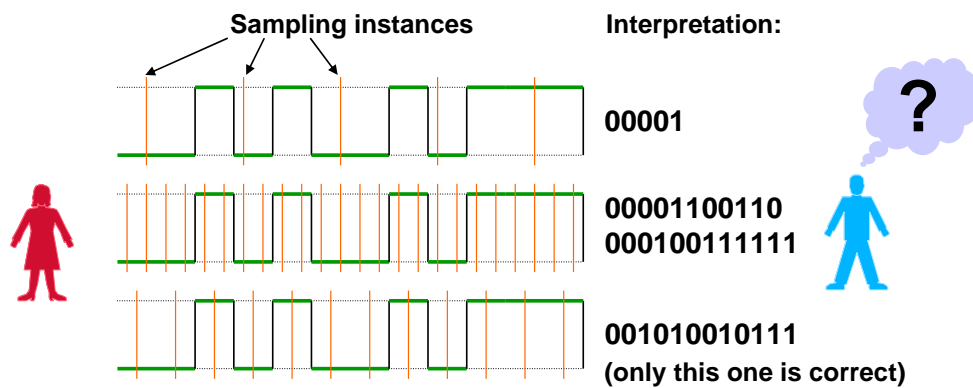 Sampling instances Interpretation:
?
00001
00001100110
000100111111
001010010111
(only this one is correct)